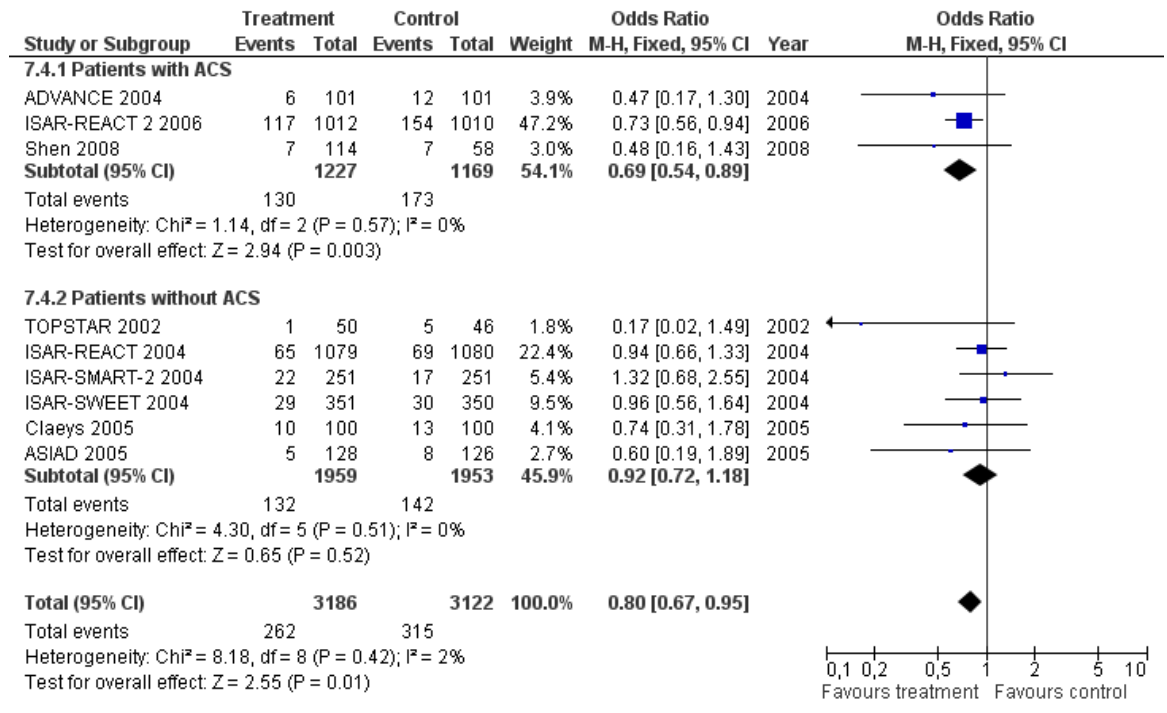 Treatment Control Odds Ratio Odds Ratio
Study or Subgroup Events Total Events Total Weight M-H, Fixed, 95% CI Year M-H, Fixed, 95% CI
7.4.1 Patients with ACS
ADVANCE 2004 6 101 12 101 3.9% 0.47 [0.17, 1.30] 2004
ISAR-REACT 2 2006 117 1012 154 1010 47.2% 0.73 [0.56, 0.94] 2006
Shen 2008 7 114 7 58 3.0% 0.48 [0.16, 1.43] 2008
Subtotal (95% CI) 1227 1169 54.1% 0.69 [0.54, 0.89]
Total events 130 173
Heterogeneity: Chi² = 1.14, df = 2 (P = 0.57); I² = 0%
Test for overall effect: Z = 2.94 (P = 0.003)
7.4.2 Patients without ACS
TOPSTAR 2002 1 50 5 46 1.8% 0.17 [0.02, 1.49] 2002
ISAR-REACT 2004 65 1079 69 1080 22.4% 0.94 [0.66, 1.33] 2004
ISAR-SMART-2 2004 22 251 17 251 5.4% 1.32 [0.68, 2.55] 2004
ISAR-SWEET 2004 29 351 30 350 9.5% 0.96 [0.56, 1.64] 2004
Claeys 2005 10 100 13 100 4.1% 0.74 [0.31, 1.78] 2005
ASIAD 2005 5 128 8 126 2.7% 0.60 [0.19, 1.89] 2005
Subtotal (95% CI) 1959 1953 45.9% 0.92 [0.72, 1.18]
Total events 132 142
Heterogeneity: Chi² = 4.30, df = 5 (P = 0.51); I² = 0%
Test for overall effect: Z = 0.65 (P = 0.52)
Total (95% CI) 3186 3122 100.0% 0.80 [0.67, 0.95]
Total events 262 315
Heterogeneity: Chi² = 8.18, df = 8 (P = 0.42); I² = 2%
Test for overall effect: Z = 2.55 (P = 0.01)
0,1 0,2 0,5 1 2 5 10
Favours treatment Favours control